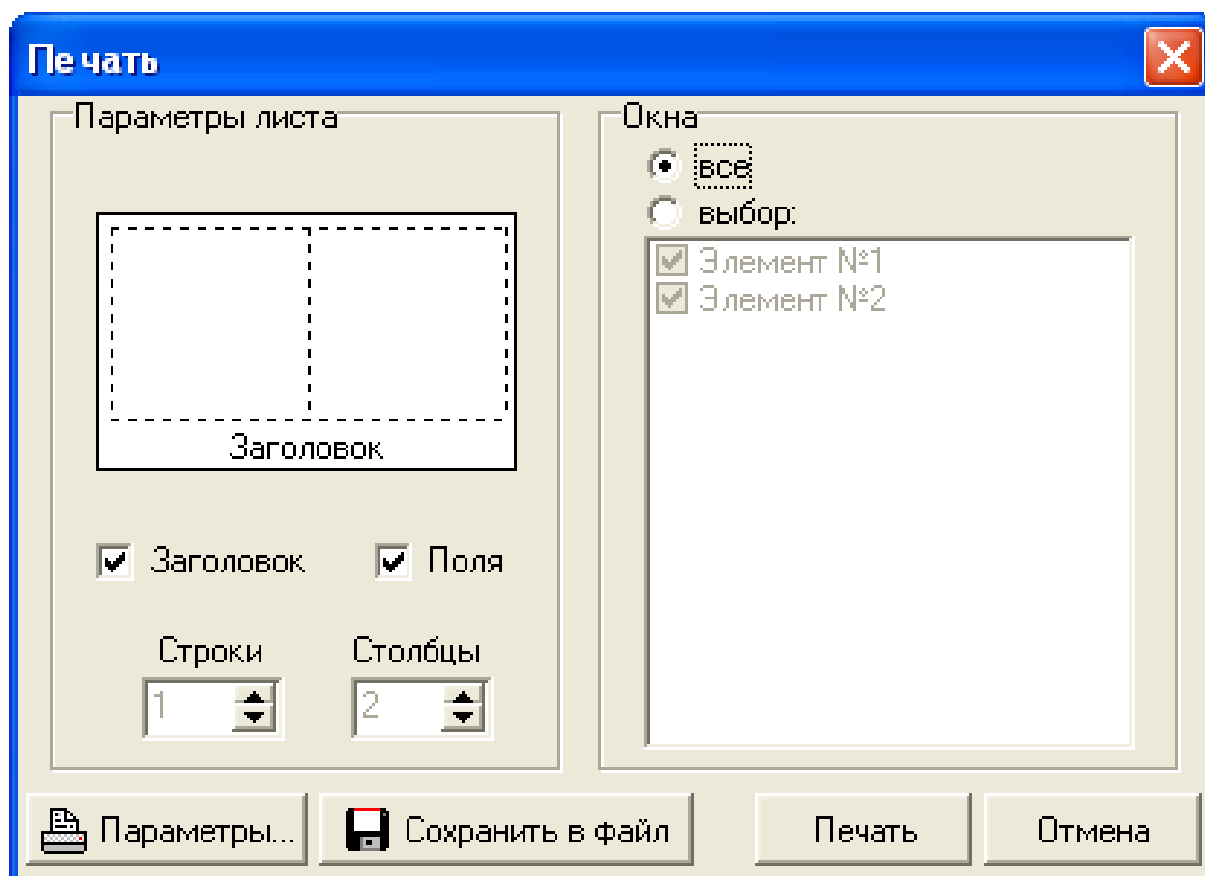 Печать
Параметры листа
Заголовок
Заголовок
Поля
Строки
Столбцы
1
2
Окна
все
выбор:
Элемент №1
Элемент №2
Параметры...
Сохранить в файл
Печать
Отмена